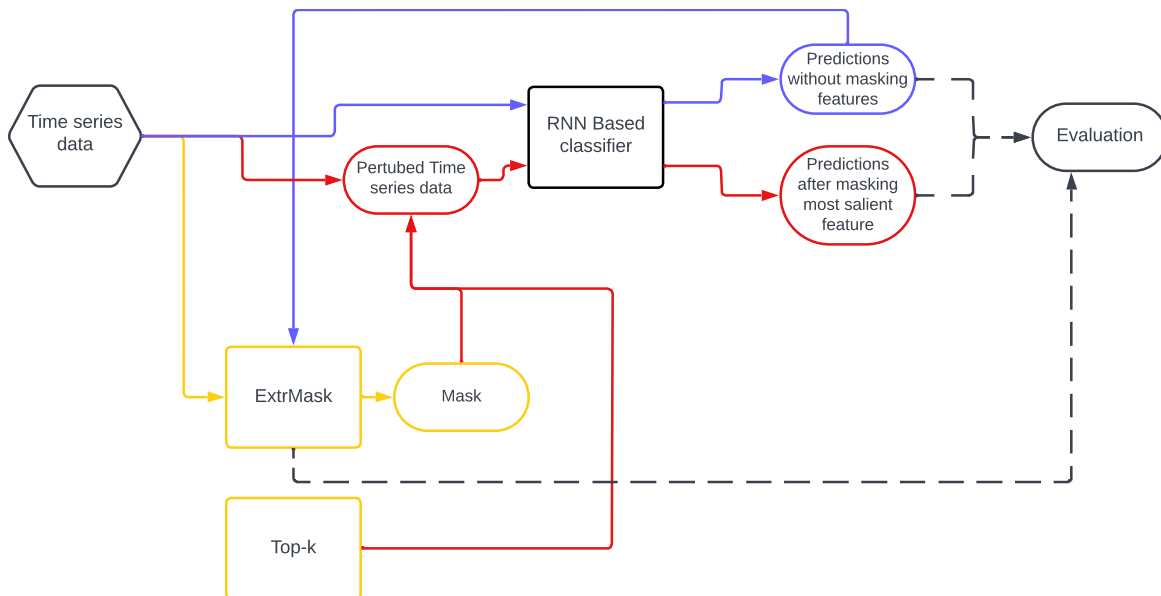 Time series
data
Pertubed Time
series data
RNN Based
classifier
Predictions
without masking
features
Predictions
after masking
most salient
feature
Evaluation
ExtrMask
Mask
Top-k